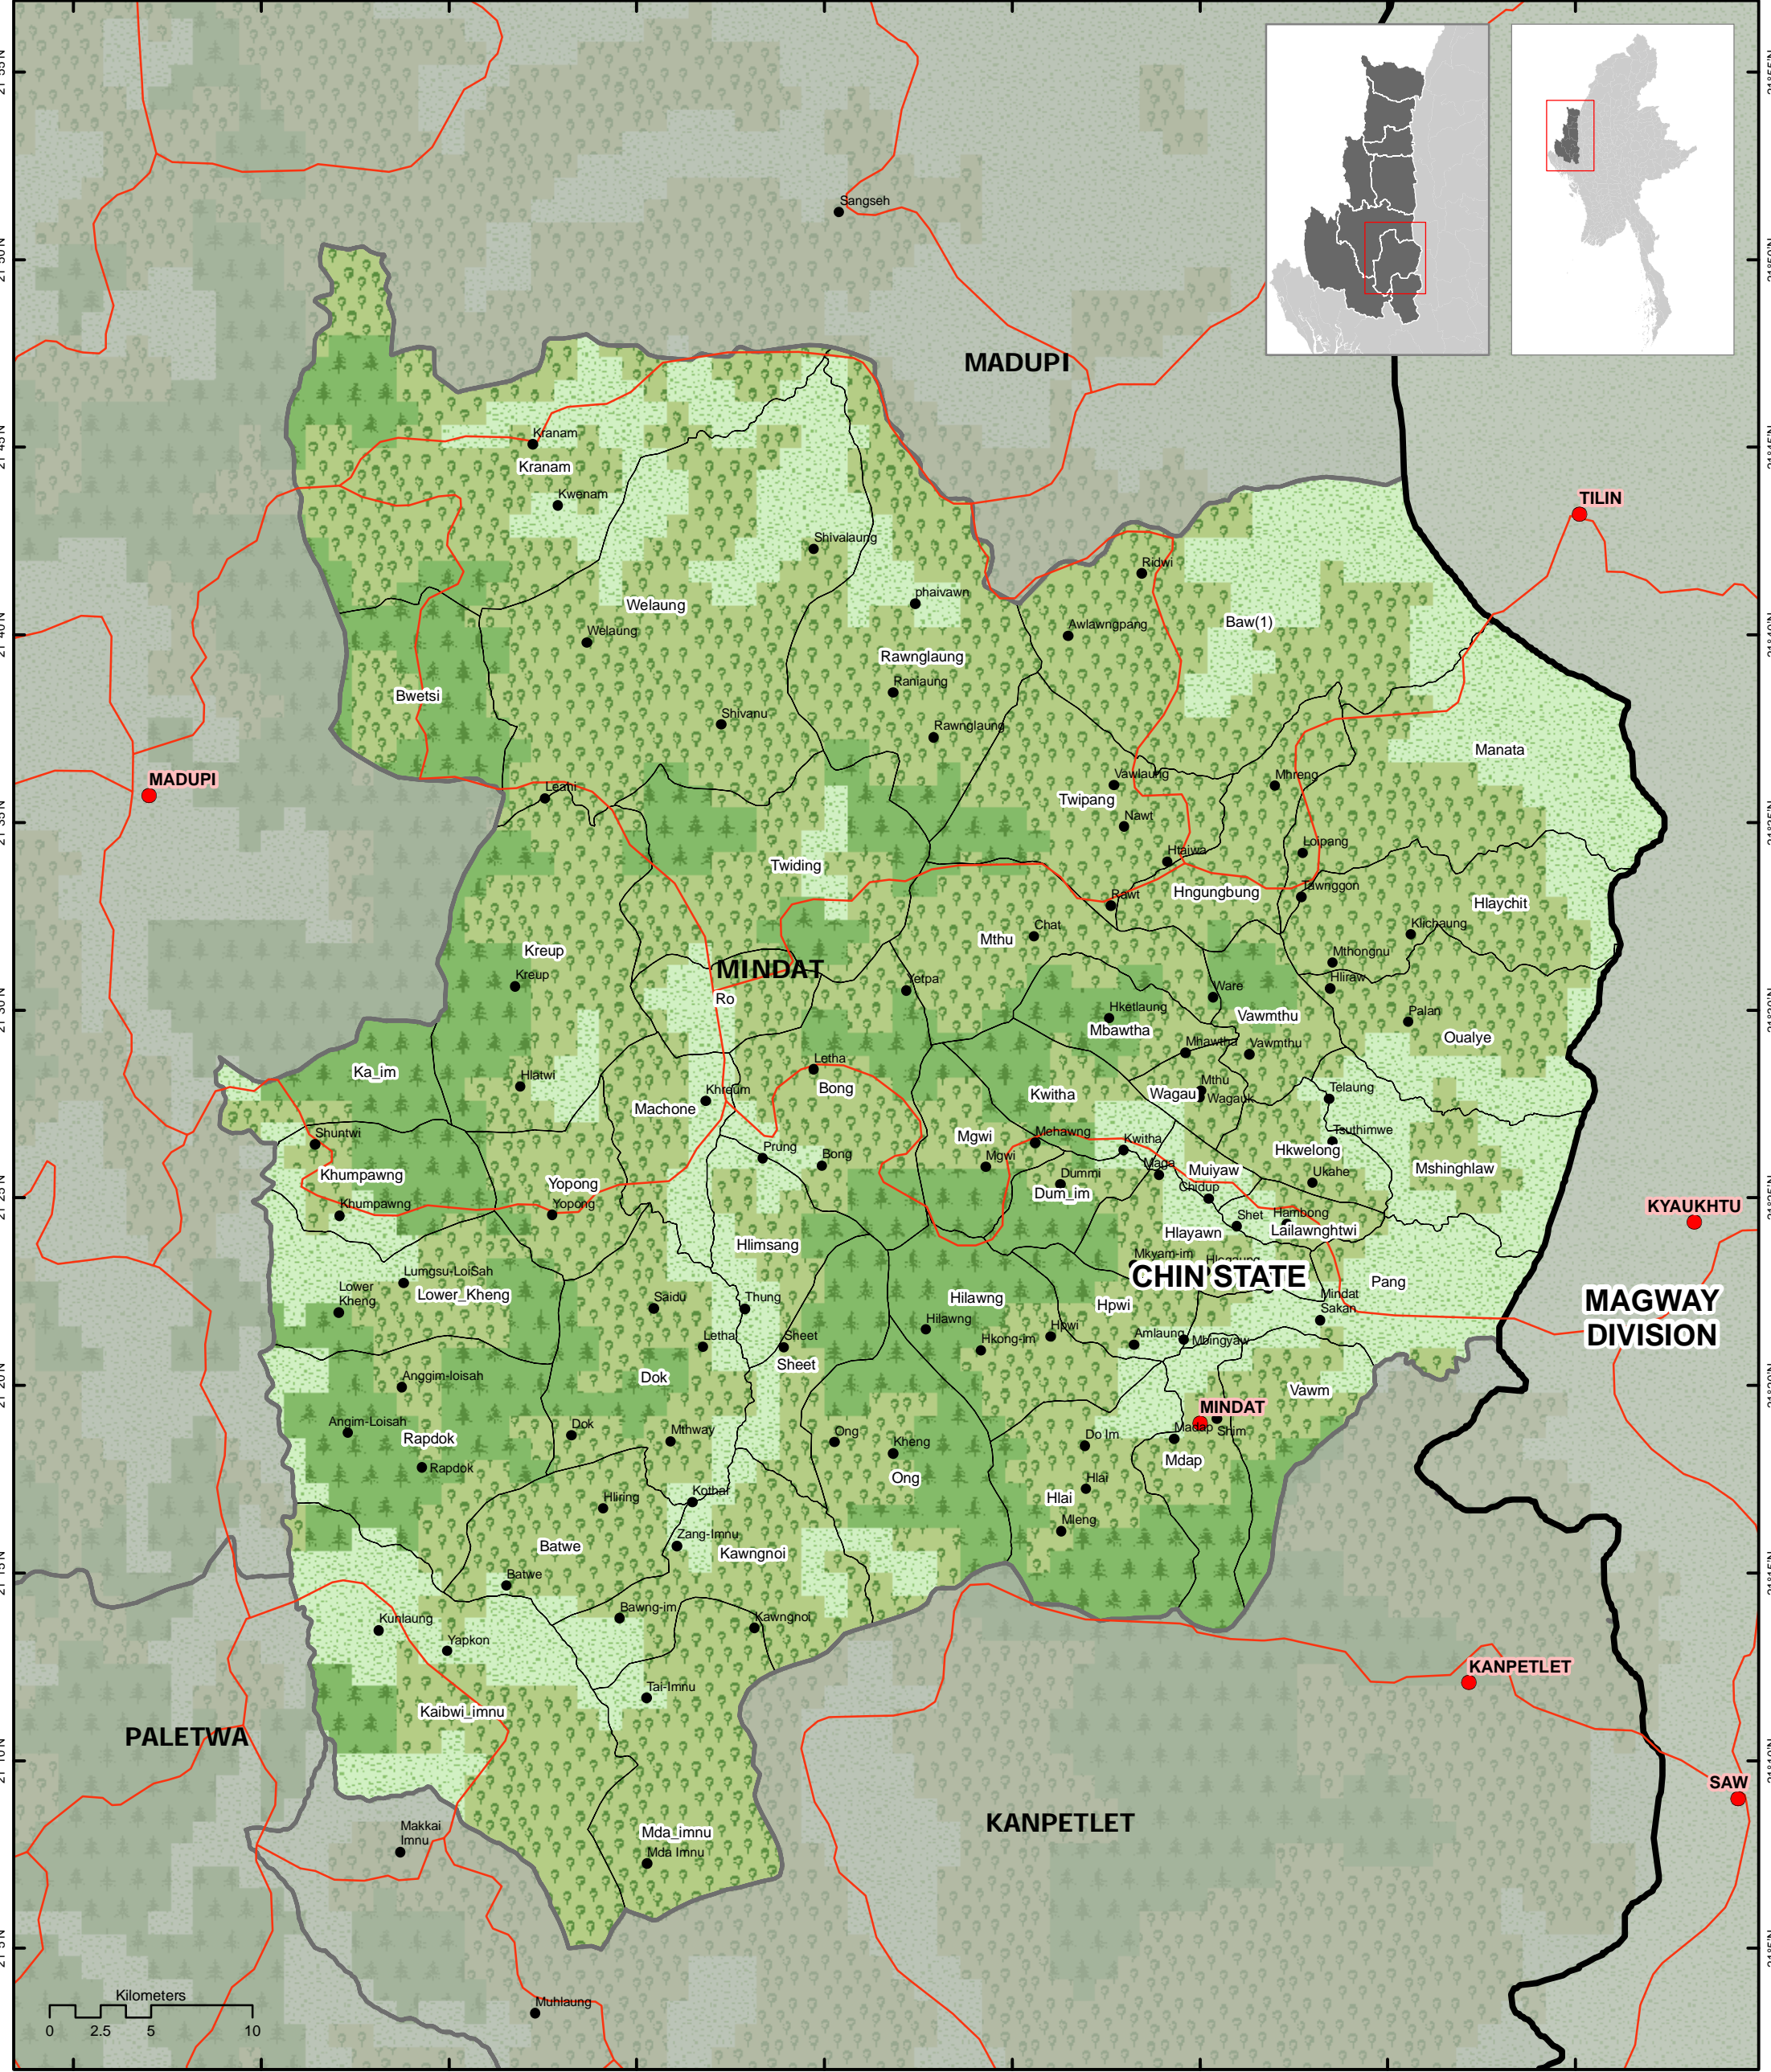 Sangseh
MADUPI
Kranam
Kranam
Kwenam
TILIN
Shivalaung
Ridwi
phaivawn
Welaung
Baw(1)
Awlawngpang
Welaung
Rawnglaung
Raniaung
Bwetsi
Shivanu
Rawnglaung
Manata
MADUPI
Vawlaung
Mhreng
Leahi
Twipang
Nawt
Loipang
Htaiwa
Twiding
Tawnggon
Hngungbung
Rawt
Hlaychit
Klichaung
Chat
Mthu
Kreup
Mthongnu
MINDAT
Kreup
Yetpa
Hliraw
Ware
Ro
Hketlaung
Vawmthu
Palan
Mbawtha
Oualye
Mhawtha
Vawmthu
Letha
Ka_im
Hlatwi
Bong
Mthu
Telaung
Khreum
Kwitha
Wagau
Wagauk
Machone
Shuntwi
Mgwi
Mehawng
Kwitha
Tsuthimwe
Prung
Bong
Mgwi
Hkwelong
Khumpawng
Maga
Muiyaw
Ukahe
Mshinghlaw
Yopong
Dummi
Dum_im
Chidup
Khumpawng
Yopong
KYAUKHTU
Shet
Hambong
Hlayawn
Lailawnghtwi
Hlimsang
Mkyam-im
Lumgsu-LoiSah
CHIN STATE
Pang
Lower
Kheng
Lower_Kheng
Saidu
Thung
Hilawng
Hpwi
Mindat
Sakan
MAGWAY
DIVISION
Hilawng
Letha
Sheet
Hkong-Im
Hpwi
Amlaung
Mbingyaw
Sheet
Anggim-loisah
Dok
Vawm
MINDAT
Angim-Loisah
Dok
Mthway
Ong
Do Im
Madap
Shim
Rapdok
Kheng
Mdap
Rapdok
Ong
Hlai
Hlai
Hliring
Kothai
Mleng
Zang-Imnu
Batwe
Kawngnoi
Batwe
Kunlaung
Bawng-im
Kawngnoi
Yapkon
KANPETLET
Tai-Imnu
Kaibwi_imnu
PALETWA
SAW
KANPETLET
Makkai
Imnu
Mda_imnu
Mda Imnu
Kilometers
0 2.5 5 10
Muhlaung